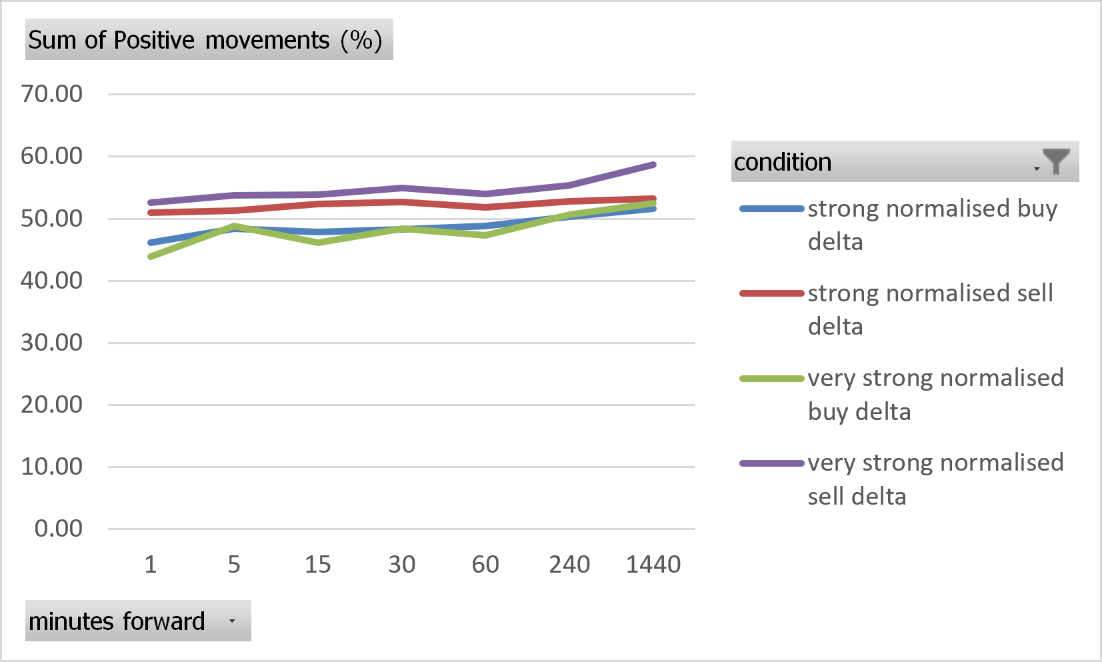 Sum of Positive movements (%)
70.00
60.00
50.00
40.00
30.00
20.00
10.00
0.00
1 5 15 30 60 240 1440
minutes forward
condition
strong normalised buy
delta
strong normalised sell
delta
very strong normalised
buy delta
very strong normalised
sell delta